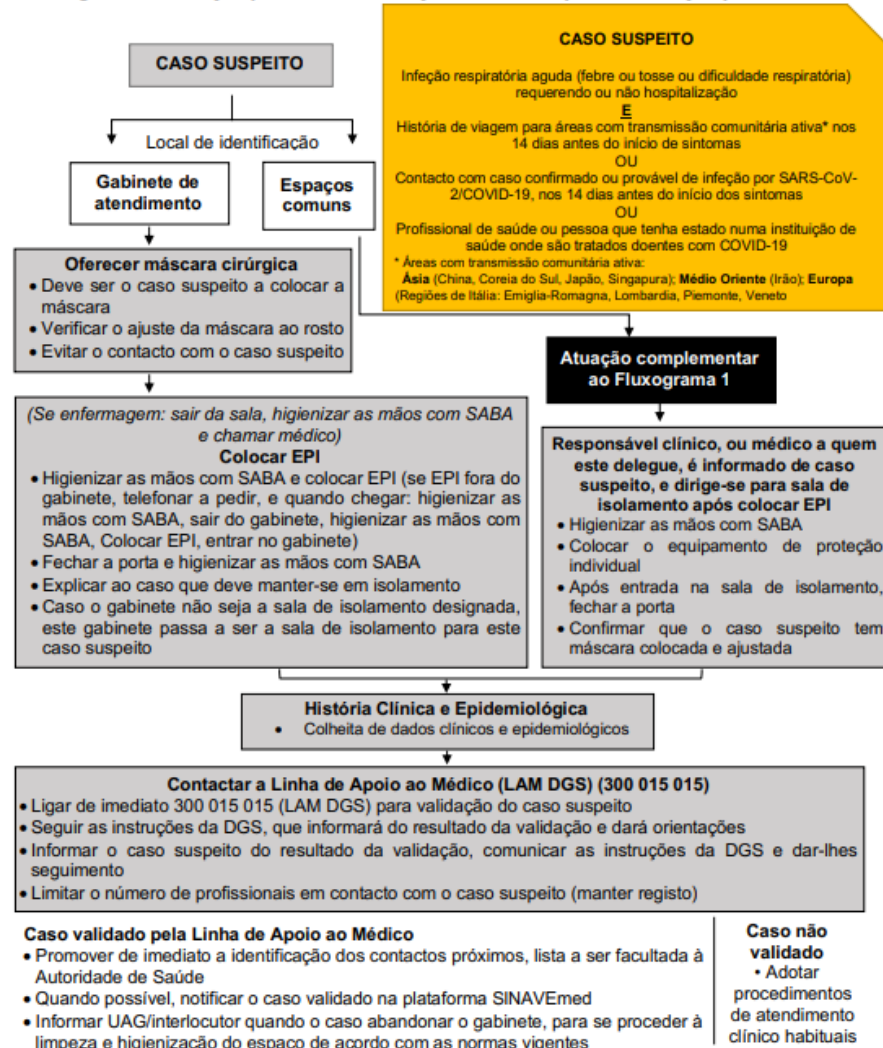 CASO SUSPEITO
Local de identificação
Gabinete de
atendimento
Espaços
comuns
CASO SUSPEITO
Infeção respiratória aguda (febre ou tosse ou dificuldade respiratória)
requerendo ou não hospitalização
E
História de viagem para áreas com transmissão comunitária ativa* nos
14 dias antes do início de sintomas
OU
Contacto com caso confirmado ou provável de infeção por SARS-CoV-
2/COVID-19, nos 14 dias antes do início dos sintomas
OU
Profissional de saúde ou pessoa que tenha estado numa instituição de
saúde onde são tratados doentes com COVID-19
* Áreas com transmissão comunitária ativa:
Ásia (China, Coreia do Sul, Japão, Singapura); Médio Oriente (Irão); Europa
(Regiões de Itália: Emiglia-Romagna, Lombardia, Piemonte, Veneto
Oferecer máscara cirúrgica
• Deve ser o caso suspeito a colocar a
máscara
• Verificar o ajuste da máscara ao rosto
• Evitar o contacto com o caso suspeito
Atuação complementar
ao Fluxograma 1
(Se enfermagem: sair da sala, higienizar as mãos com SABA
e chamar médico)
Colocar EPI
• Higienizar as mãos com SABA e colocar EPI (se EPI fora do
gabinete, telefonar a pedir, e quando chegar: higienizar as
mãos com SABA, sair do gabinete, higienizar as mãos com
SABA, Colocar EPI, entrar no gabinete)
• Fechar a porta e higienizar as mãos com SABA
• Explicar ao caso que deve manter-se em isolamento
• Caso o gabinete não seja a sala de isolamento designada,
este gabinete passa a ser a sala de isolamento para este
caso suspeito
Responsável clínico, ou médico a quem
este delegue, é informado de caso
suspeito, e dirige-se para sala de
isolamento após colocar EPI
• Higienizar as mãos com SABA
• Colocar o equipamento de proteção
individual
• Após entrada na sala de isolamento,
fechar a porta
• Confirmar que o caso suspeito tem
máscara colocada e ajustada
História Clínica e Epidemiológica
• Colheita de dados clínicos e epidemiológicos
Contactar a Linha de Apoio ao Médico (LAM DGS) (300 015 015)
• Ligar de imediato 300 015 015 (LAM DGS) para validação do caso suspeito
• Seguir as instruções da DGS, que informará do resultado da validação e dará orientações
• Informar o caso suspeito do resultado da validação, comunicar as instruções da DGS e dar-lhes
seguimento
• Limitar o número de profissionais em contacto com o caso suspeito (manter registo)
Caso validado pela Linha de Apoio ao Médico
• Promover de imediato a identificação dos contactos próximos, lista a ser facultada à
Autoridade de Saúde
• Quando possível, notificar o caso validado na plataforma SINAVEmed
• Informar UAG/interlocutor quando o caso abandonar o gabinete, para se proceder à
limpeza e higienização do espaço de acordo com as normas vigentes
Caso não
validado
• Adotar
procedimentos
de atendimento
clínico habituais